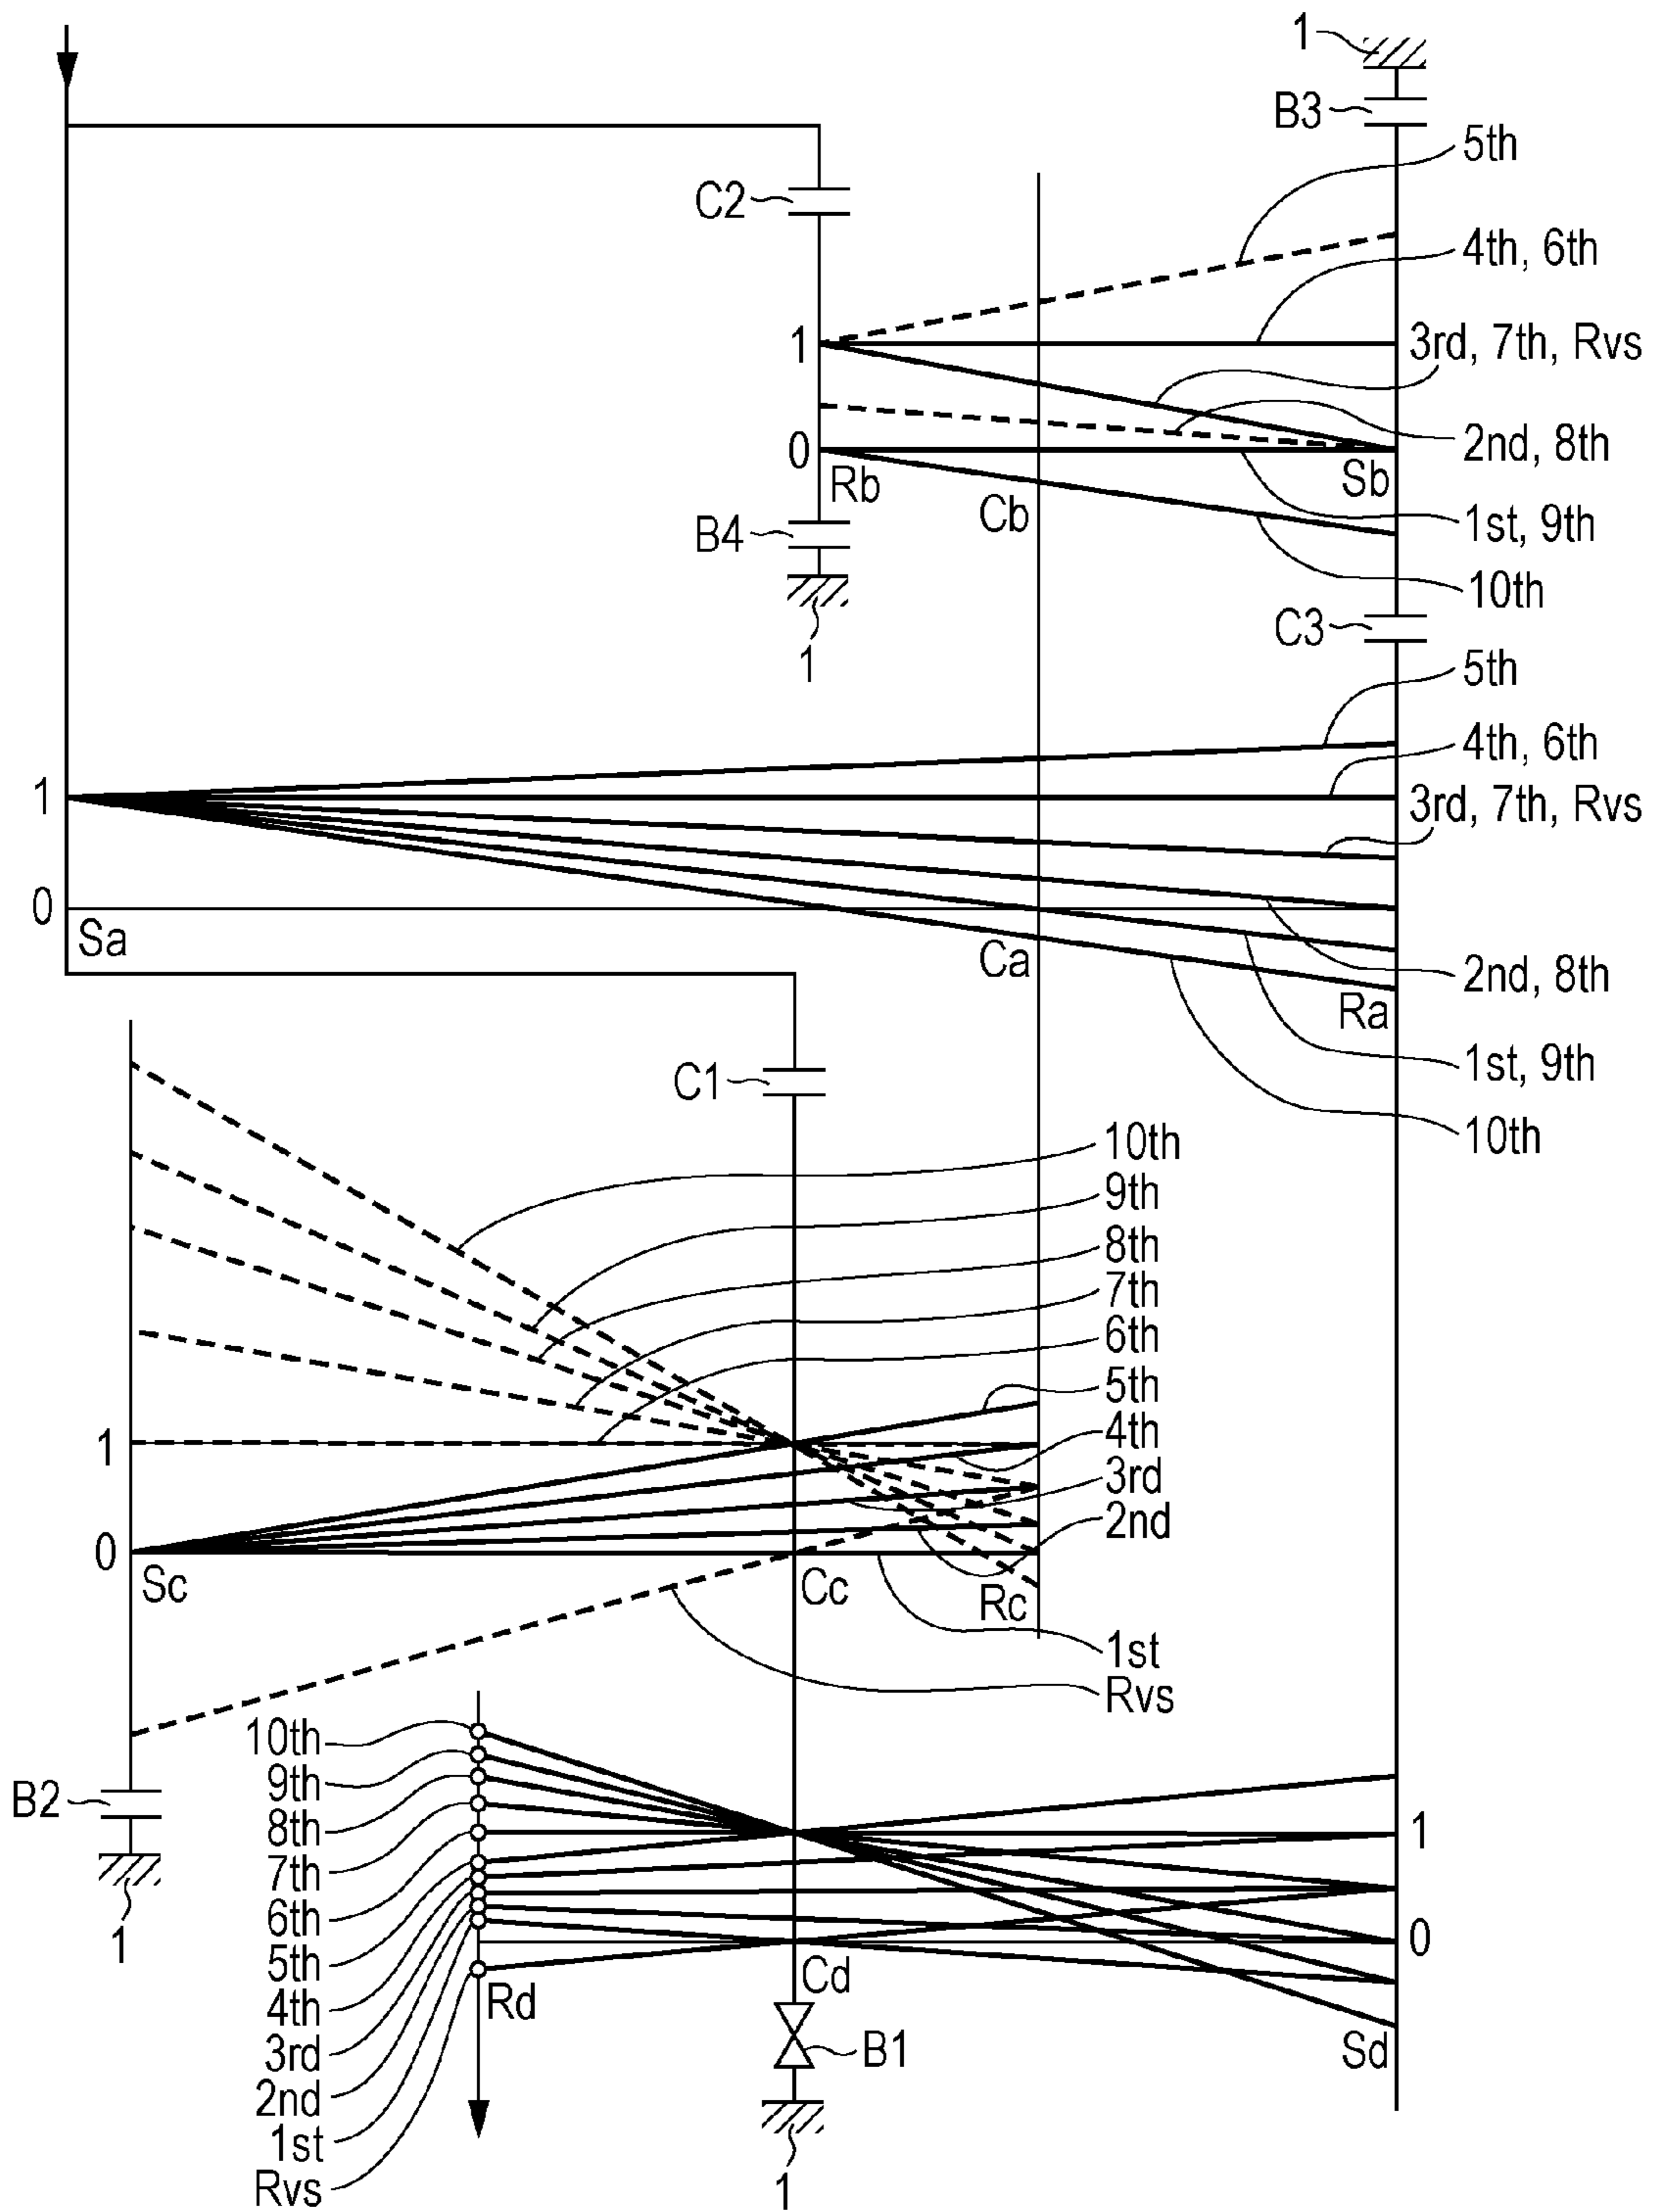 1
B3
5th
C2
4th, 6th
1
3rd, 7th, Rvs
0
2nd, 8th
Rb
Sb
Cb
B4
1st, 9th
10th
1
C3
5th
4th, 6th
1
3rd, 7th, Rvs
0
Sa
Ca
2nd, 8th
Ra
1st, 9th
C1
10th
10th
9th
8th
7th
6th
5th
1
4th
3rd
2nd
0
Sc
Cc
Rc
1st
Rvs
10th
9th
B2
8th
1
7th
6th
0
1
5th
Cd
4th
Rd
3rd
B1
Sd
2nd
1st
Rvs
1